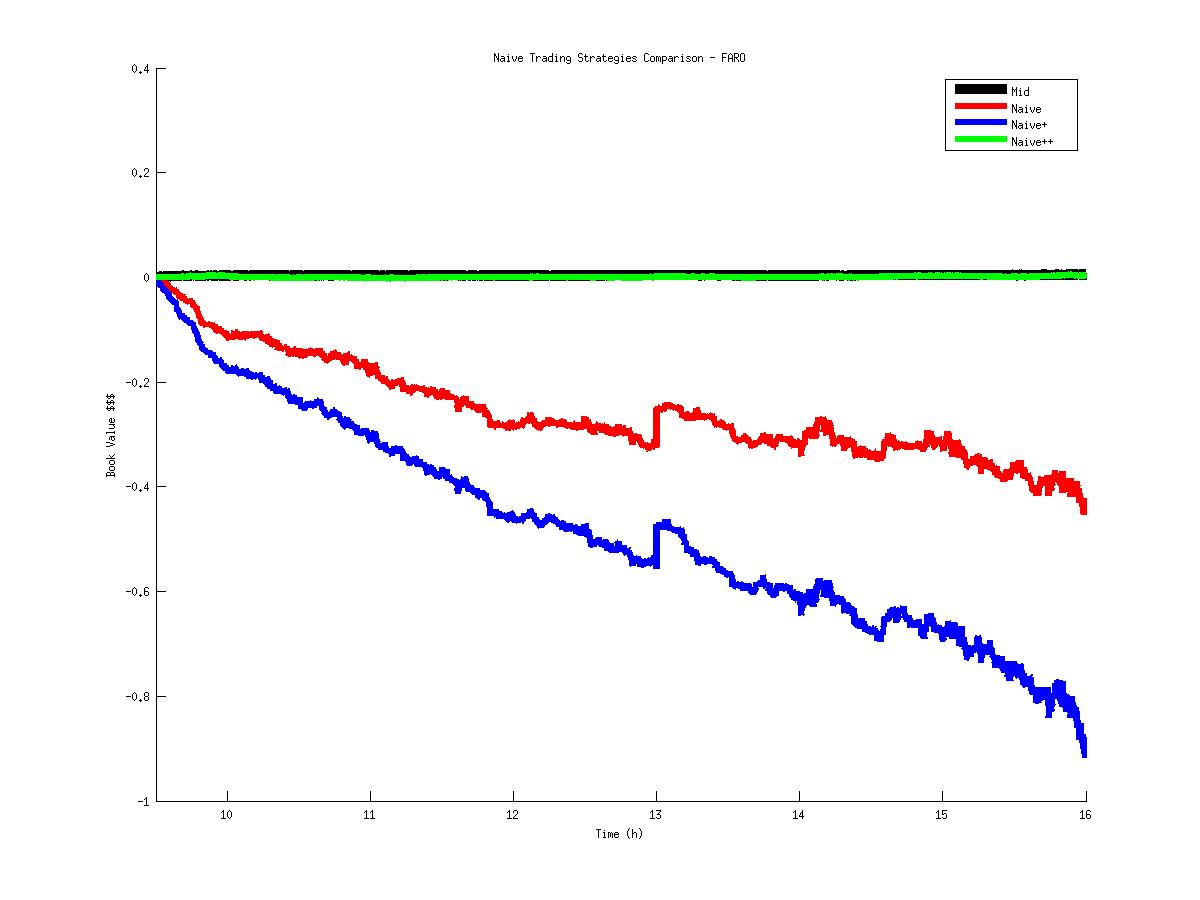 Naive Trading Strategies Comparison - FARO
Mid
Naive
Naive+
Naive++
0.4
0.2
0
-0.2
-0.4
-0.6
-0.8
-1
Book Value $$$
10 11 12 13 14 15 16
Time (h)